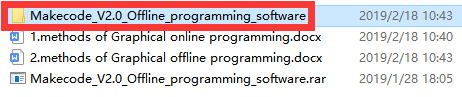 Makecode_V2.0_Offline_programming_software 2019/2/18 10:43
1.methods of Graphical online programming.docx 2019/2/18 10:40
2.methods of Graphical offline programming.docx 2019/2/18 10:43
Makecode_V2.0_Offline_programming_software.rar 2019/1/28 18:05